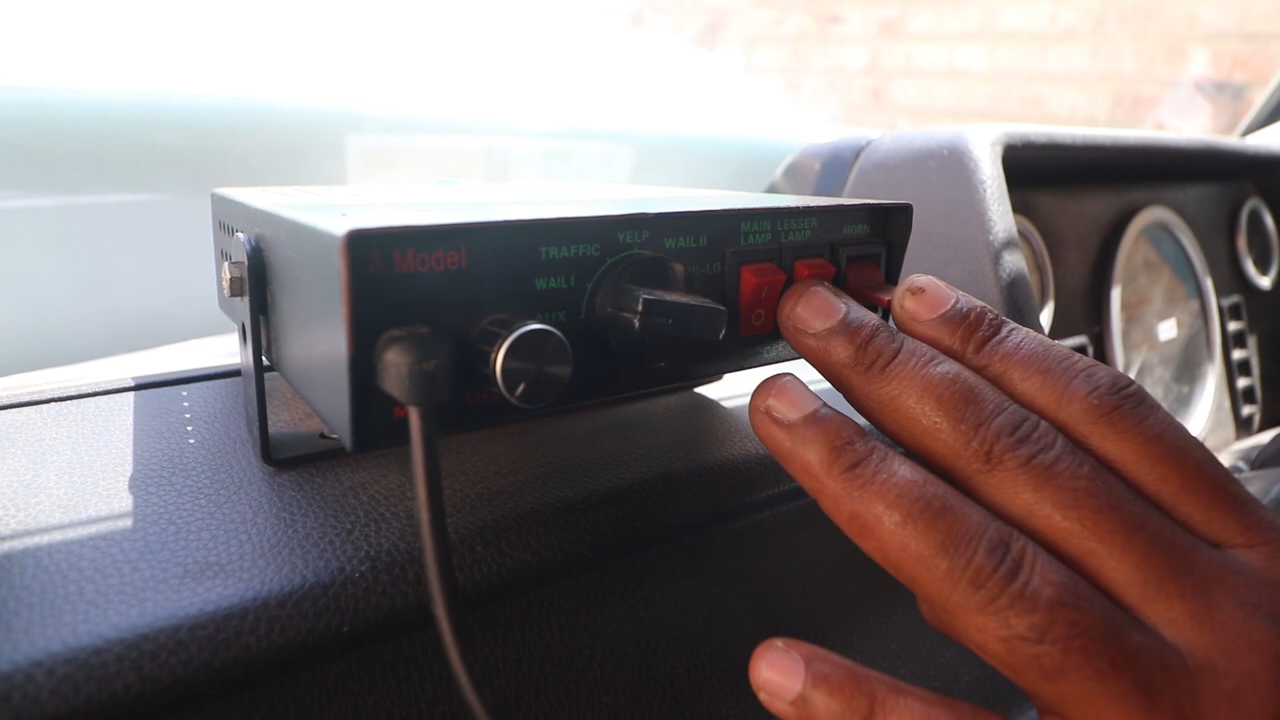 A Model
TRAFFIC
YELP
WAIL II
WAIL I
HI-LO
AUX
MAIN LAMP
LESSER LAMP
HORN